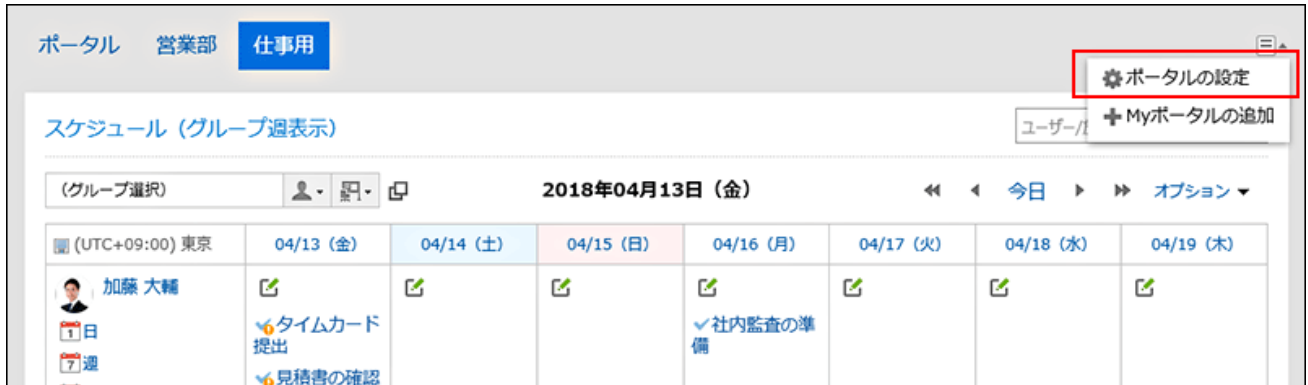 ポータル 営業部 仕事用
ポータルの設定
Myポータルの追加
スケジュール（グループ週表示）
ユーザー/
（グループ選択） 2018年04月13日（金） 今日 オプション
(UTC+09:00) 東京 04/13（金） 04/14（土） 04/15（日） 04/16（月） 04/17（火） 04/18（水） 04/19（木）
加藤 大輔
タイムカード
提出
社内監査の準
備
1日
7週
見積書の確認